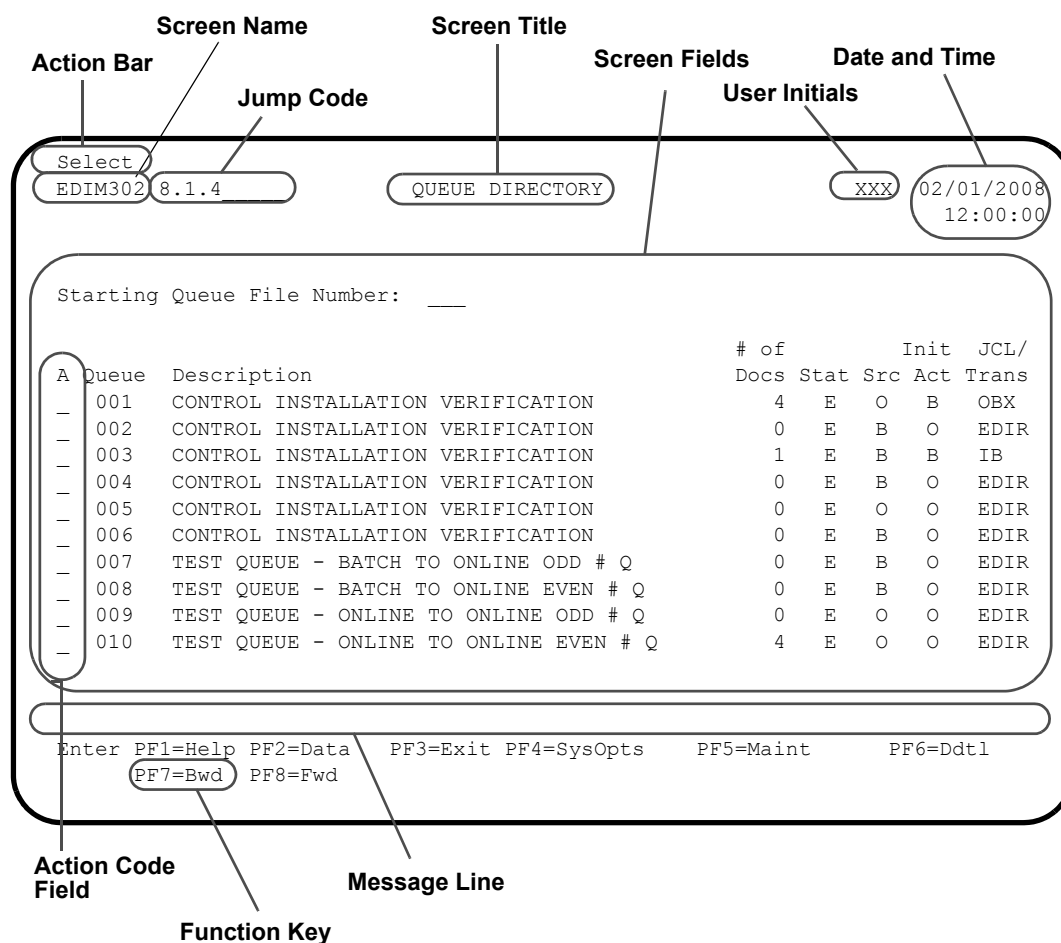 Screen Name
Screen Title
Action Bar
Screen Fields
Date and Time
Jump Code
User Initials
Select
EDIM302 8.1.4_____ QUEUE DIRECTORY XXX 02/01/2008
12:00:00
Starting Queue File Number: ___
# of Init JCL/
A Queue Description Docs Stat Src Act Trans
_ 001 CONTROL INSTALLATION VERIFICATION 4 E O B OBX
_ 002 CONTROL INSTALLATION VERIFICATION 0 E B O EDIR
_ 003 CONTROL INSTALLATION VERIFICATION 1 E B B IB
_ 004 CONTROL INSTALLATION VERIFICATION 0 E B O EDIR
_ 005 CONTROL INSTALLATION VERIFICATION 0 E O O EDIR
_ 006 CONTROL INSTALLATION VERIFICATION 0 E B O EDIR
_ 007 TEST QUEUE - BATCH TO ONLINE ODD # Q 0 E B O EDIR
_ 008 TEST QUEUE - BATCH TO ONLINE EVEN # Q 0 E B O EDIR
_ 009 TEST QUEUE - ONLINE TO ONLINE ODD # Q 0 E O O EDIR
_ 010 TEST QUEUE - ONLINE TO ONLINE EVEN # Q 4 E O O EDIR
Enter PF1=Help PF2=Data PF3=Exit PF4=SysOpts PF5=Maint PF6=Ddtl
PF7=Bwd PF8=Fwd
Action Code
Field
Message Line
Function Key